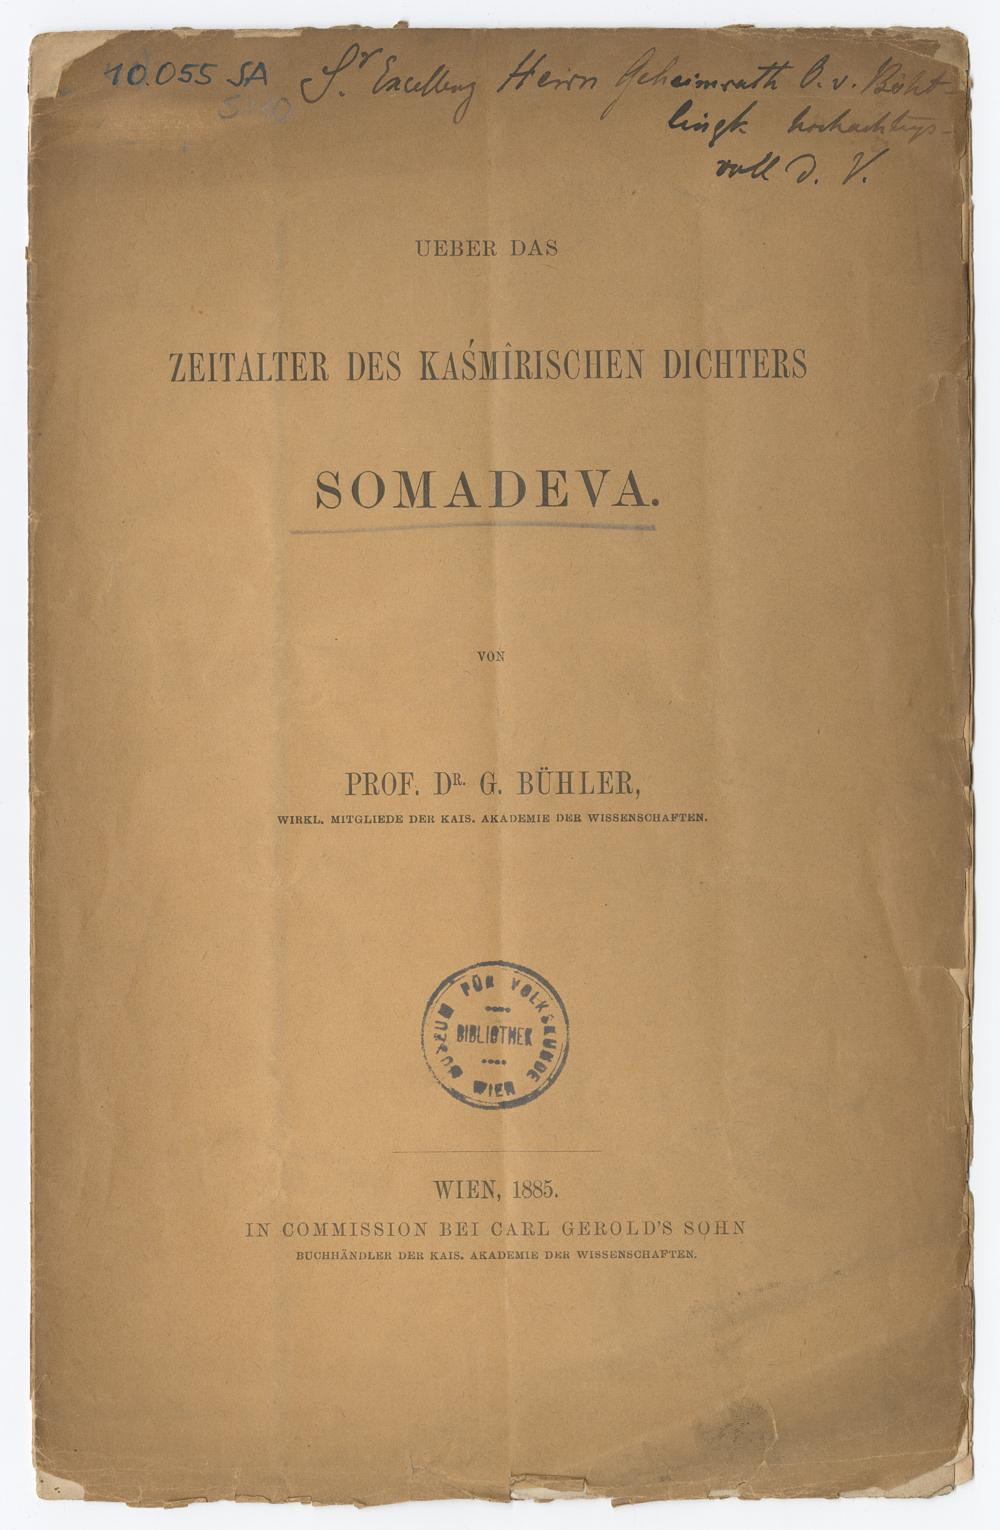 10.055 SA
Sr. Excellenz Herrn Geheimrath O. v. Böht-
lingk hochachtungs-
voll D. V.
UEBER DAS
ZEITALTER DES KAŚMÎRISCHEN DICHTERS
SOMADEVA.
VON
PROF. DR. G. BÜHLER,
WIRKL. MITGLIEDE DER KAIS. AKADEMIE DER WISSENSCHAFTEN.
MUSEUM FÜR VOLKSKUNDE
BIBLIOTHEK
WIEN
WIEN, 1885.
IN COMMISSION BEI CARL GEROLD'S SOHN
BUCHHÄNDLER DER KAIS. AKADEMIE DER WISSENSCHAFTEN.